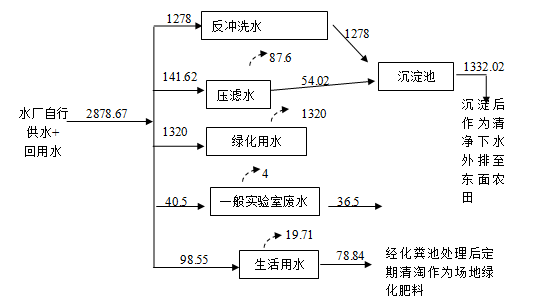 1278
反冲洗水
1278
87.6
141.62
压滤水
54.02
沉淀池
1332.02
水厂自行
供水+
回用水
2878.67
1320
1320
绿化用水
沉淀后
作为清
净下水
外排至
东面农
田
4
40.5
一般实验室废水
36.5
19.71
98.55
生活用水
78.84
经化粪池处理后定
期清淘作为场地绿
化肥料